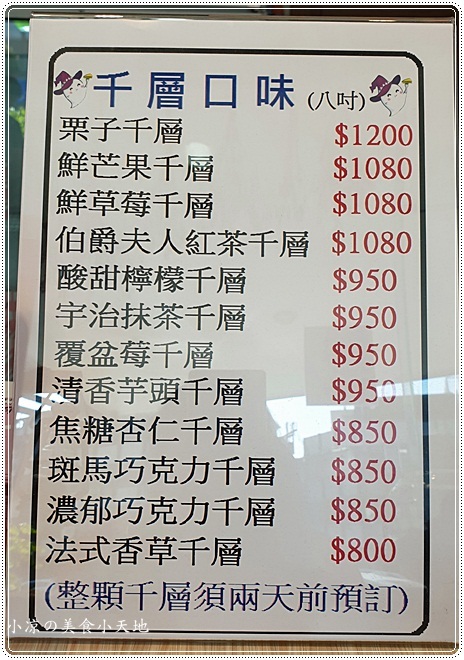 千層口味(八吋)
栗子千層 $1200
鮮芒果千層 $1080
鮮草莓千層 $1080
伯爵夫人紅茶千層 $1080
酸甜檸檬千層 $950
宇治抹茶千層 $950
覆盆莓千層 $950
清香芋頭千層 $950
焦糖杏仁千層 $850
斑馬巧克力千層 $850
濃郁巧克力千層 $850
法式香草千層 $800
(整顆千層須兩天前預訂)
小涼の美食小天地